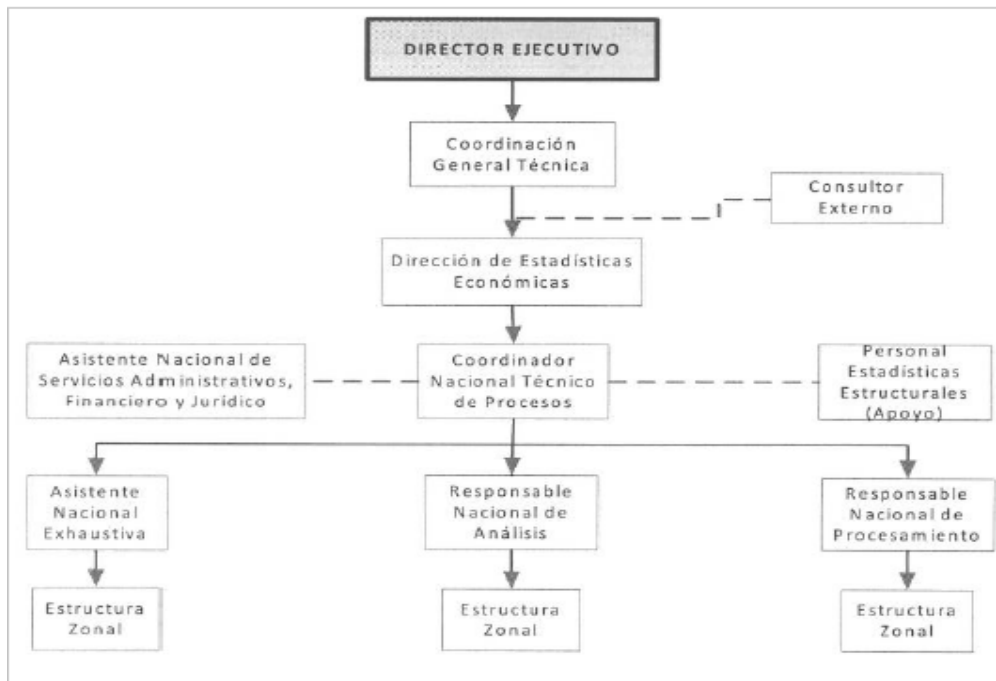 DIRECTOR EJECUTIVO
Coordinación
General Técnica
Consultor
Externo
Dirección de Estadísticas
Económicas
Asistente Nacional de
Servicios Administrativos,
Financiero y Jurídico
Coordinador
Nacional Técnico
de Procesos
Personal
Estadísticas
Estructurales
(Apoyo)
Asistente
Nacional
Exhaustiva
Responsable
Nacional de
Análisis
Responsable
Nacional de
Procesamiento
Estructura
Zonal
Estructura
Zonal
Estructura
Zonal